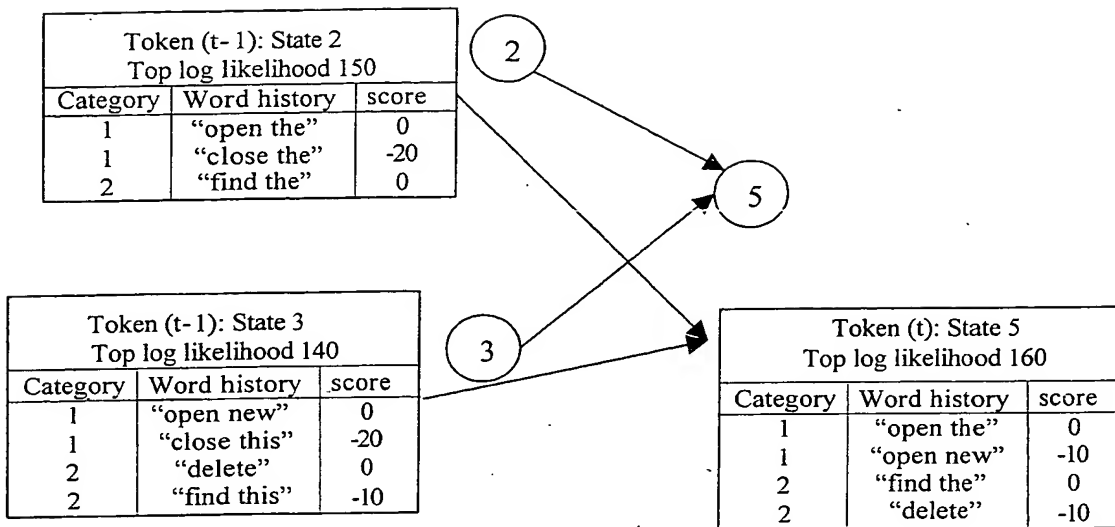 Token (t-1): State 2
Top log likelihood 150
Category Word history score
1 “open the” 0
1 “close the” -20
2 “find the” 0
2
5
Token (t-1): State 3
Top log likelihood 140
Category Word history score
1 “open new” 0
1 “close this” -20
2 “delete” 0
2 “find this” -10
3
Token (t): State 5
Top log likelihood 160
Category Word history score
1 “open the” 0
1 “open new” -10
2 “find the” 0
2 “delete” -10